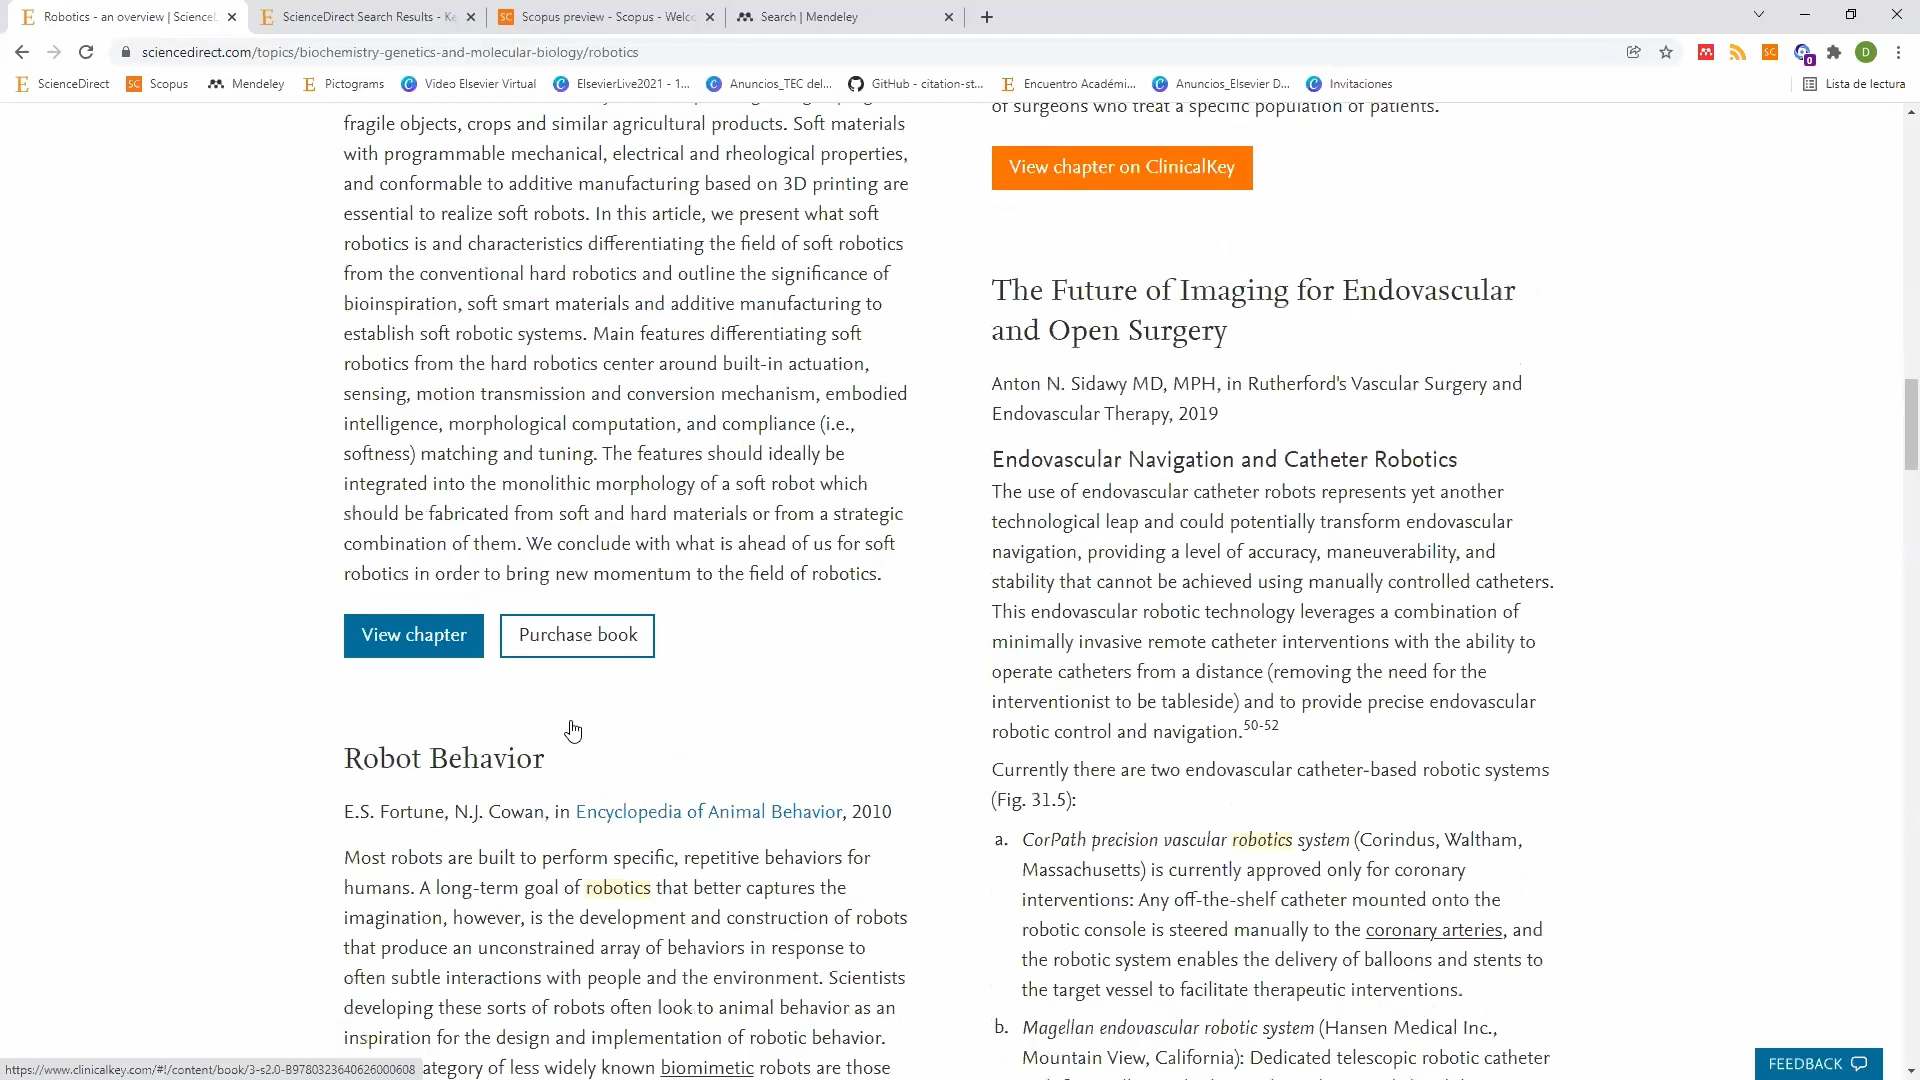 Robotics - an overview | ScienceD
ScienceDirect Search Results - Ke
Scopus preview - Scopus - Welco
Search | Mendeley
sciencedirect.com/topics/biochemistry-genetics-and-molecular-biology/robotics
ScienceDirect
Scopus
Mendeley
Pictograms
Video Elsevier Virtual
ElsevierLive2021 - 1...
Anuncios_TEC del...
GitHub - citation-st...
Encuentro Académi...
Anuncios_Elsevier D...
Invitaciones
Lista de lectura
fragile objects, crops and similar agricultural products. Soft materials
with programmable mechanical, electrical and rheological properties,
and conformable to additive manufacturing based on 3D printing are
essential to realize soft robots. In this article, we present what soft
robotics is and characteristics differentiating the field of soft robotics
from the conventional hard robotics and outline the significance of
bioinspiration, soft smart materials and additive manufacturing to
establish soft robotic systems. Main features differentiating soft
robotics from the hard robotics center around built-in actuation,
sensing, motion transmission and conversion mechanism, embodied
intelligence, morphological computation, and compliance (i.e.,
softness) matching and tuning. The features should ideally be
integrated into the monolithic morphology of a soft robot which
should be fabricated from soft and hard materials or from a strategic
combination of them. We conclude with what is ahead of us for soft
robotics in order to bring new momentum to the field of robotics.
View chapter
Purchase book
Robot Behavior
E.S. Fortune, N.J. Cowan, in Encyclopedia of Animal Behavior, 2010
Most robots are built to perform specific, repetitive behaviors for
humans. A long-term goal of robotics that better captures the
imagination, however, is the development and construction of robots
that produce an unconstrained array of behaviors in response to
often subtle interactions with people and the environment. Scientists
developing these sorts of robots often look to animal behavior as an
inspiration for the design and implementation of robotic behavior.
ategory of less widely known biomimetic robots are those
of surgeons who treat a specific population of patients.
View chapter on ClinicalKey
The Future of Imaging for Endovascular
and Open Surgery
Anton N. Sidawy MD, MPH, in Rutherford's Vascular Surgery and
Endovascular Therapy, 2019
Endovascular Navigation and Catheter Robotics
The use of endovascular catheter robots represents yet another
technological leap and could potentially transform endovascular
navigation, providing a level of accuracy, maneuverability, and
stability that cannot be achieved using manually controlled catheters.
This endovascular robotic technology leverages a combination of
minimally invasive remote catheter interventions with the ability to
operate catheters from a distance (removing the need for the
interventionist to be tableside) and to provide precise endovascular
robotic control and navigation.50-52
Currently there are two endovascular catheter-based robotic systems
(Fig. 31.5):
a. CorPath precision vascular robotics system (Corindus, Waltham,
Massachusetts) is currently approved only for coronary
interventions: Any off-the-shelf catheter mounted onto the
robotic console is steered manually to the coronary arteries, and
the robotic system enables the delivery of balloons and stents to
the target vessel to facilitate therapeutic interventions.
b. Magellan endovascular robotic system (Hansen Medical Inc.,
Mountain View, California): Dedicated telescopic robotic catheter
FEEDBACK
https://www.clinicalkey.com/#!/content/book/3-s2.0-B9780323640626000608